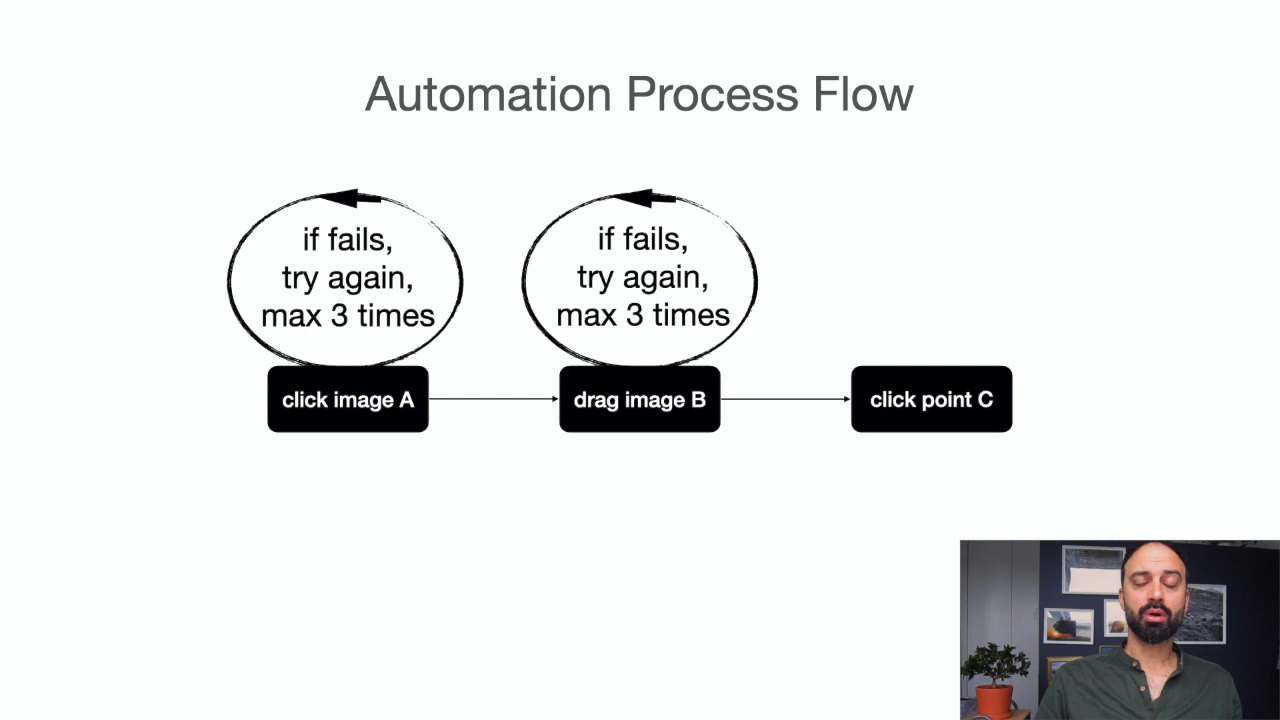 Automation Process Flow
if fails,
try again,
max 3 times
if fails,
try again,
max 3 times
click image A
drag image B
click point C